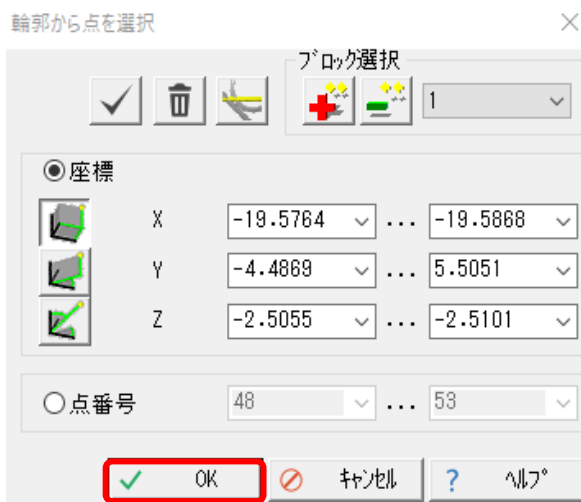 輪郭から点を選択
ブロック選択
1
座標
X -19.5764 ... -19.5868
Y -4.4869 ... 5.5051
Z -2.5055 ... -2.5101
点番号 48 ... 53
OK キャンセル ? ヘルプ